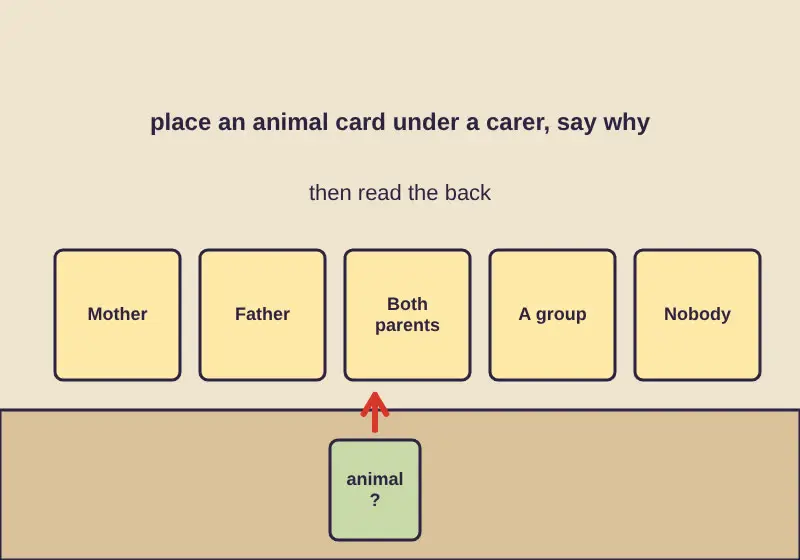 place an animal card under a carer, say why
then read the back
Mother
Father
Both
parents
A group
Nobody
animal
?